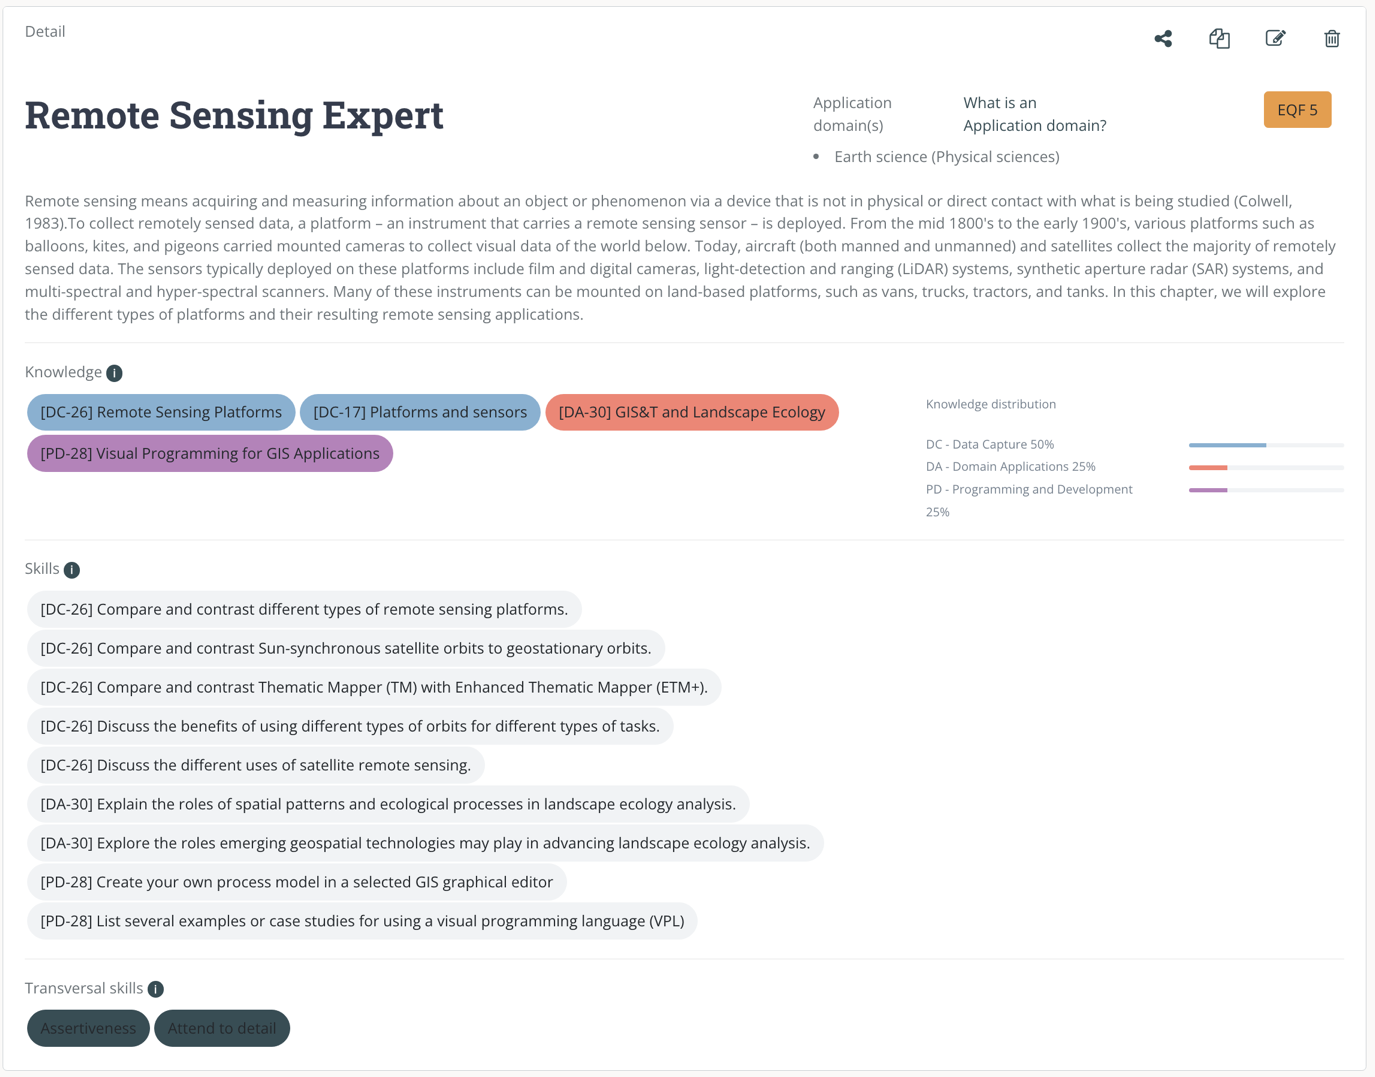 Detail
Remote Sensing Expert
Application domain(s)
What is an Application domain?
EQF 5
• Earth science (Physical sciences)
Remote sensing means acquiring and measuring information about an object or phenomenon via a device that is not in physical or direct contact with what is being studied (Colwell,
1983).To collect remotely sensed data, a platform – an instrument that carries a remote sensing sensor – is deployed. From the mid 1800's to the early 1900's, various platforms such as
balloons, kites, and pigeons carried mounted cameras to collect visual data of the world below. Today, aircraft (both manned and unmanned) and satellites collect the majority of remotely
sensed data. The sensors typically deployed on these platforms include film and digital cameras, light-detection and ranging (LiDAR) systems, synthetic aperture radar (SAR) systems, and
multi-spectral and hyper-spectral scanners. Many of these instruments can be mounted on land-based platforms, such as vans, trucks, tractors, and tanks. In this chapter, we will explore
the different types of platforms and their resulting remote sensing applications.
Knowledge i
[DC-26] Remote Sensing Platforms
[DC-17] Platforms and sensors
[DA-30] GIS&T and Landscape Ecology
[PD-28] Visual Programming for GIS Applications
Knowledge distribution
DC - Data Capture 50%
DA - Domain Applications 25%
PD - Programming and Development
25%
Skills i
[DC-26] Compare and contrast different types of remote sensing platforms.
[DC-26] Compare and contrast Sun-synchronous satellite orbits to geostationary orbits.
[DC-26] Compare and contrast Thematic Mapper (TM) with Enhanced Thematic Mapper (ETM+).
[DC-26] Discuss the benefits of using different types of orbits for different types of tasks.
[DC-26] Discuss the different uses of satellite remote sensing.
[DA-30] Explain the roles of spatial patterns and ecological processes in landscape ecology analysis.
[DA-30] Explore the roles emerging geospatial technologies may play in advancing landscape ecology analysis.
[PD-28] Create your own process model in a selected GIS graphical editor
[PD-28] List several examples or case studies for using a visual programming language (VPL)
Transversal skills i
Assertiveness
Attend to detail